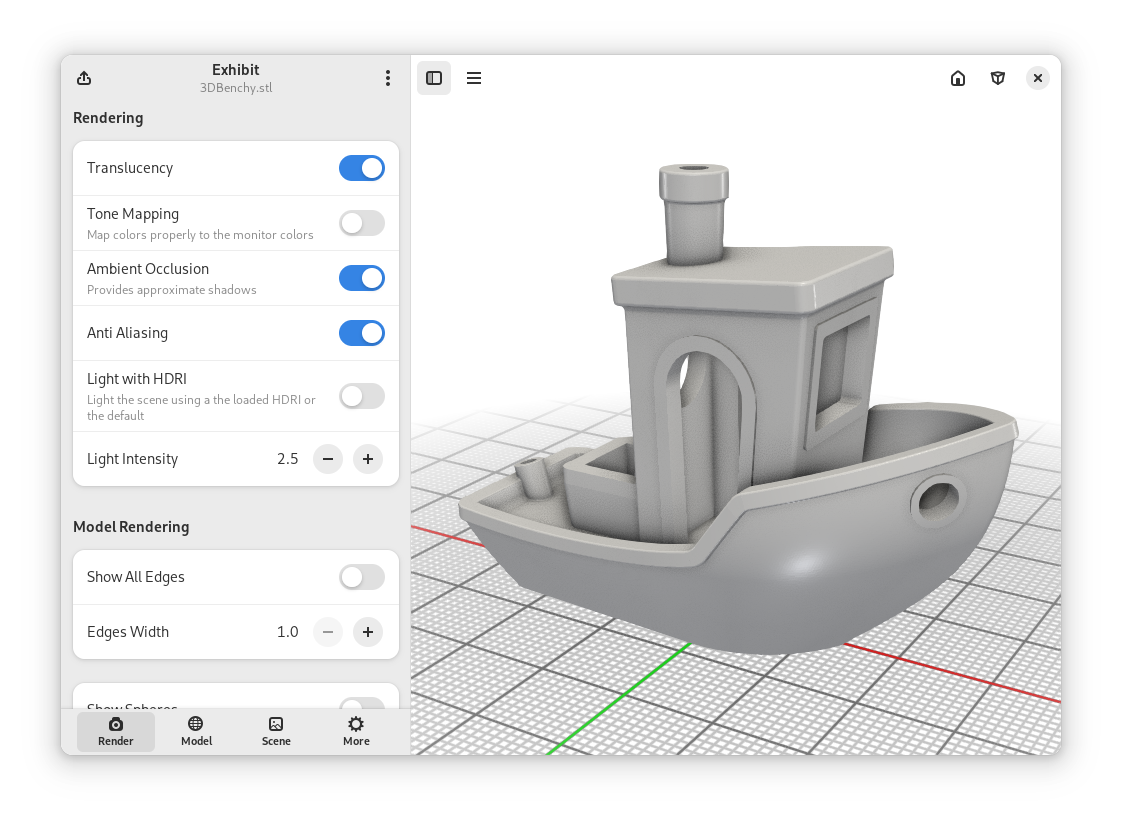 Exhibit
3DBenchy.stl
Rendering
Translucency
Tone Mapping
Map colors properly to the monitor colors
Ambient Occlusion
Provides approximate shadows
Anti Aliasing
Light with HDRI
Light the scene using a the loaded HDRI or
the default
Light Intensity 2.5
Model Rendering
Show All Edges
Edges Width 1.0
Show Spheres
Render Model Scene More